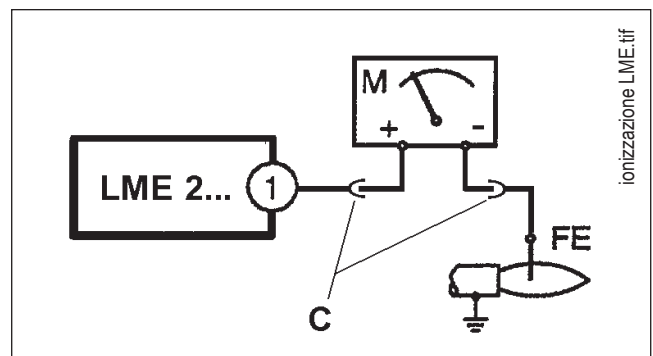 ionizzazione LME.tif
M
+ -
LME 2... 1
FE
C